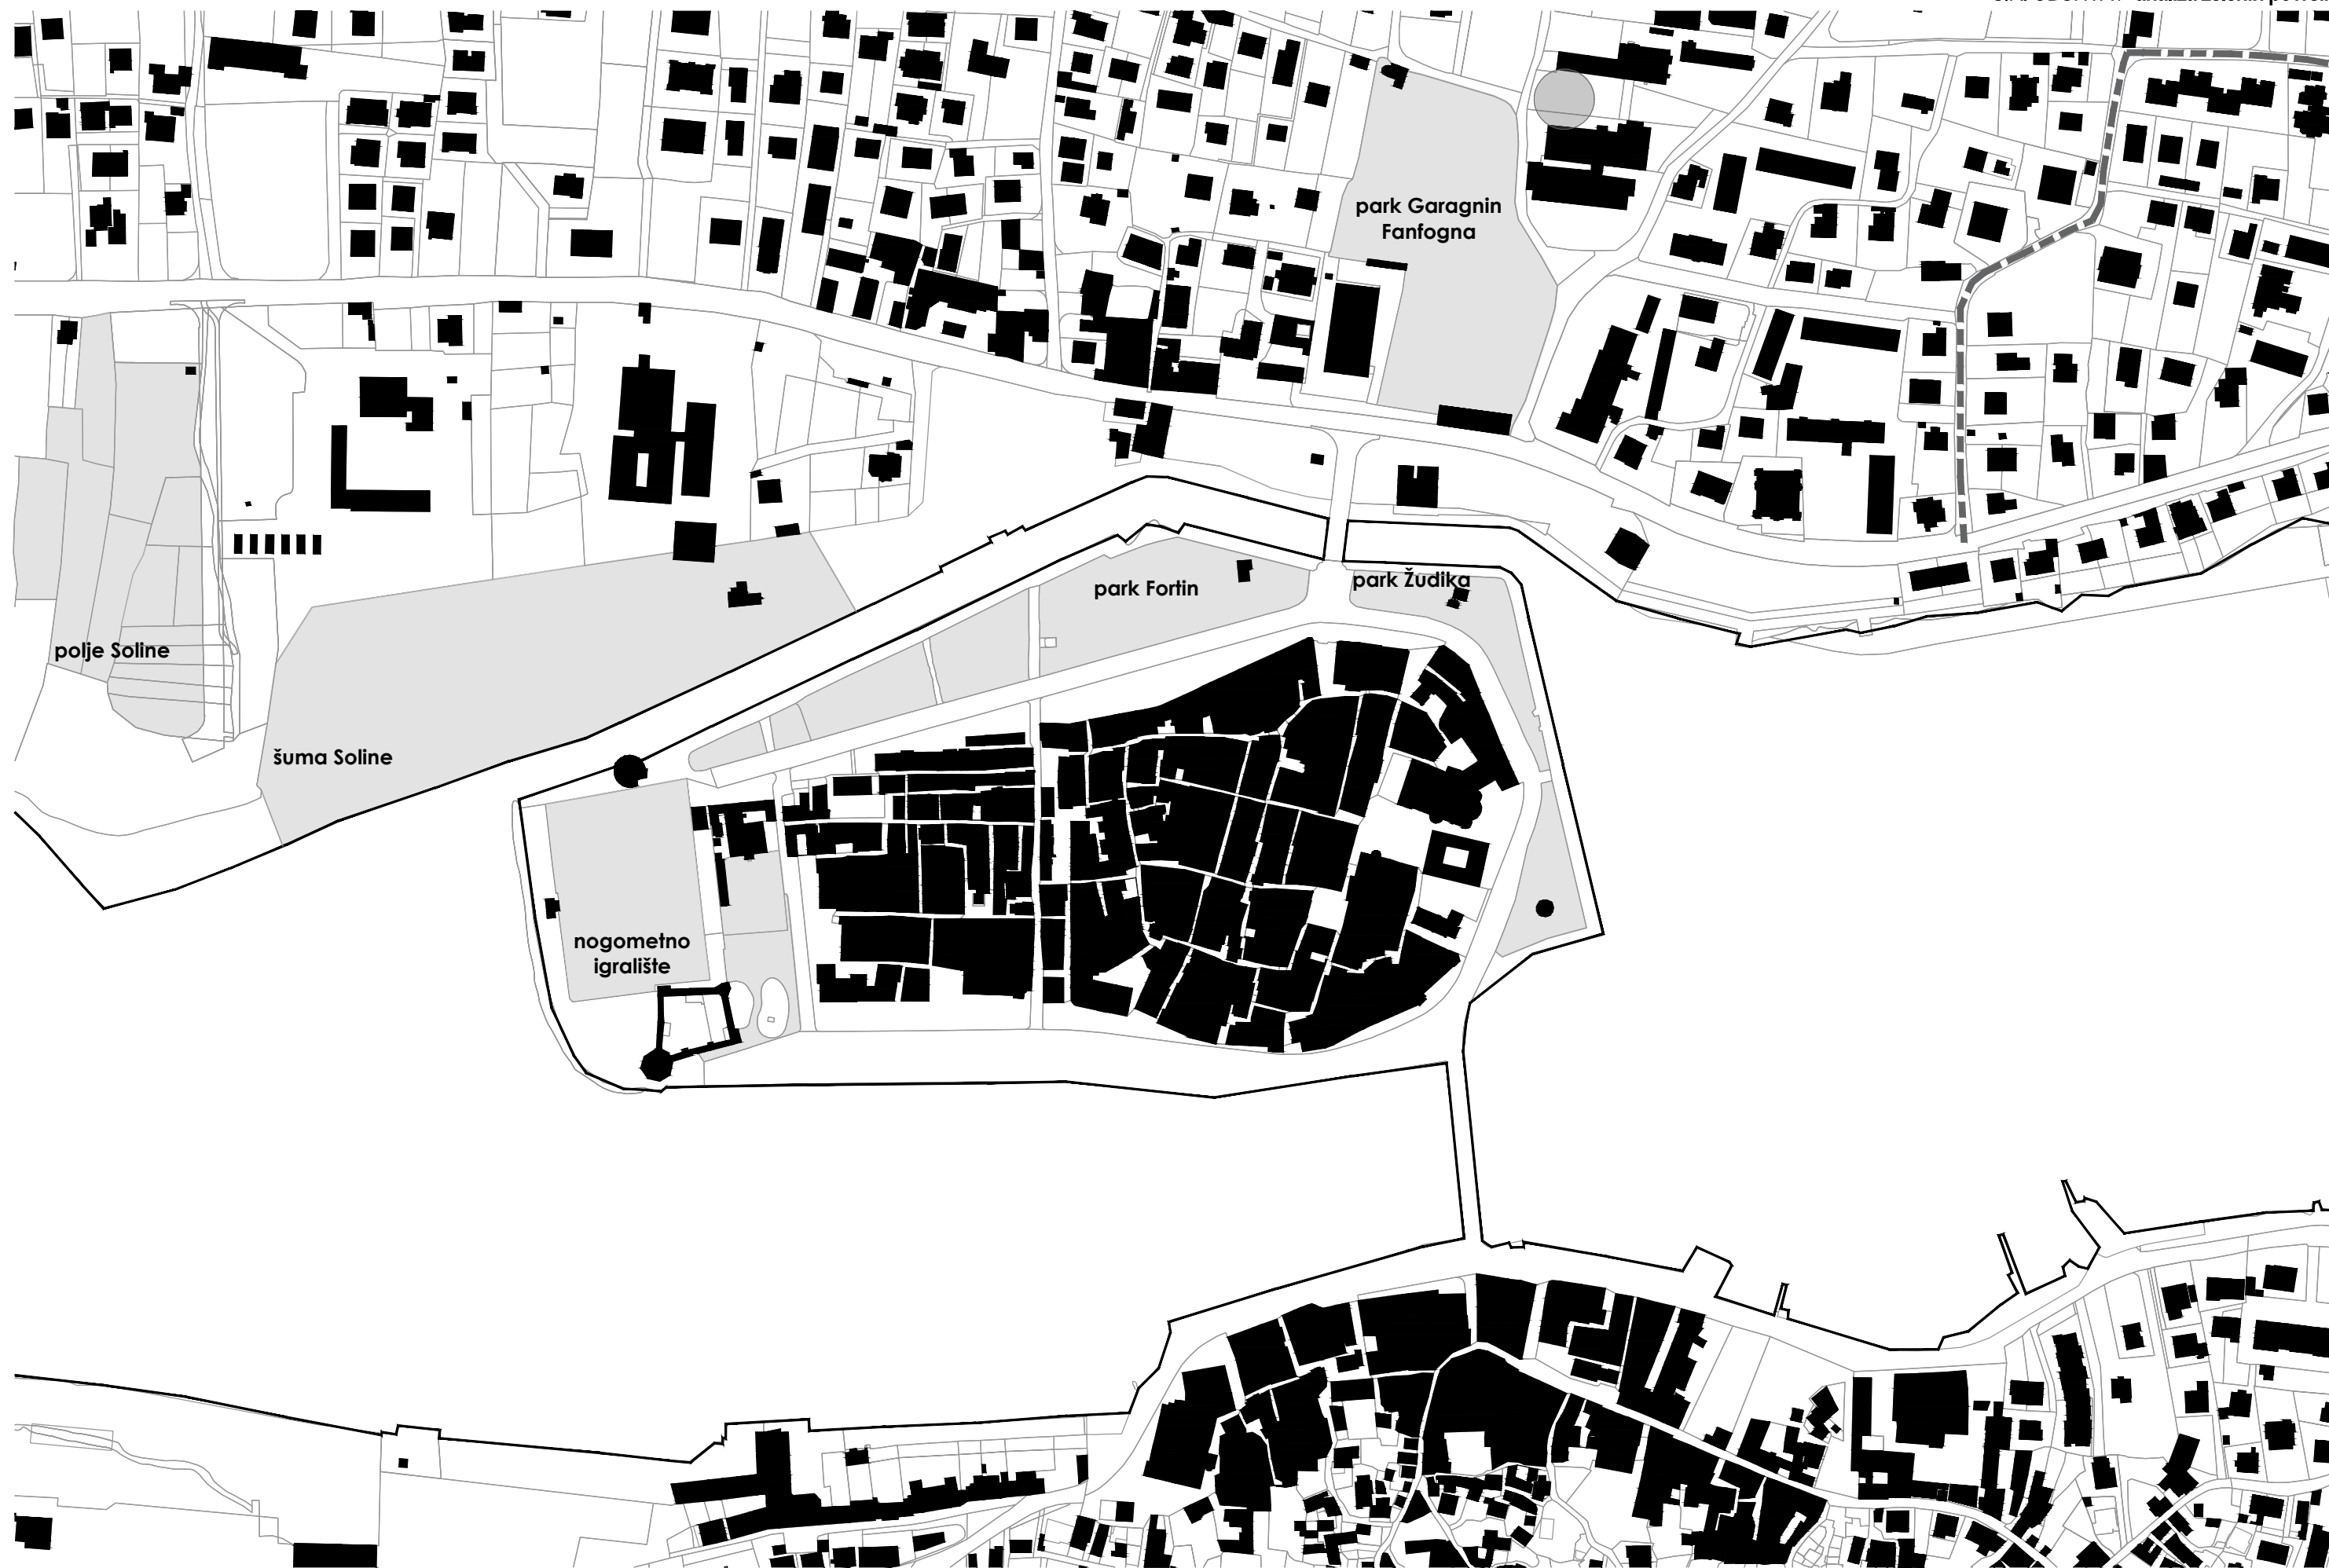 park Garagnin
Fanfogna
park Žudika
park Fortin
polje Soline
šuma Soline
nogometno
igralište